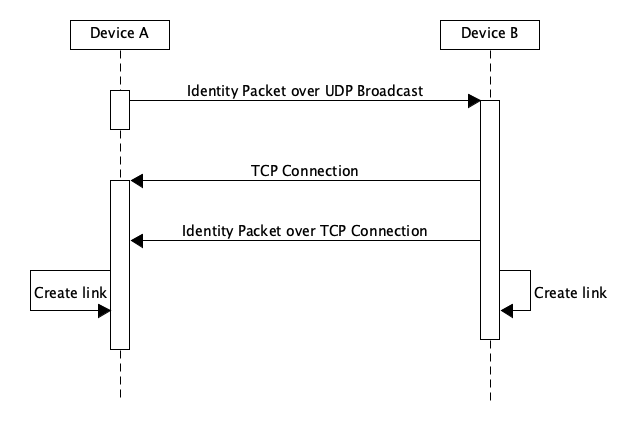 Device A
Device B
Identity Packet over UDP Broadcast
TCP Connection
Identity Packet over TCP Connection
Create link
Create link